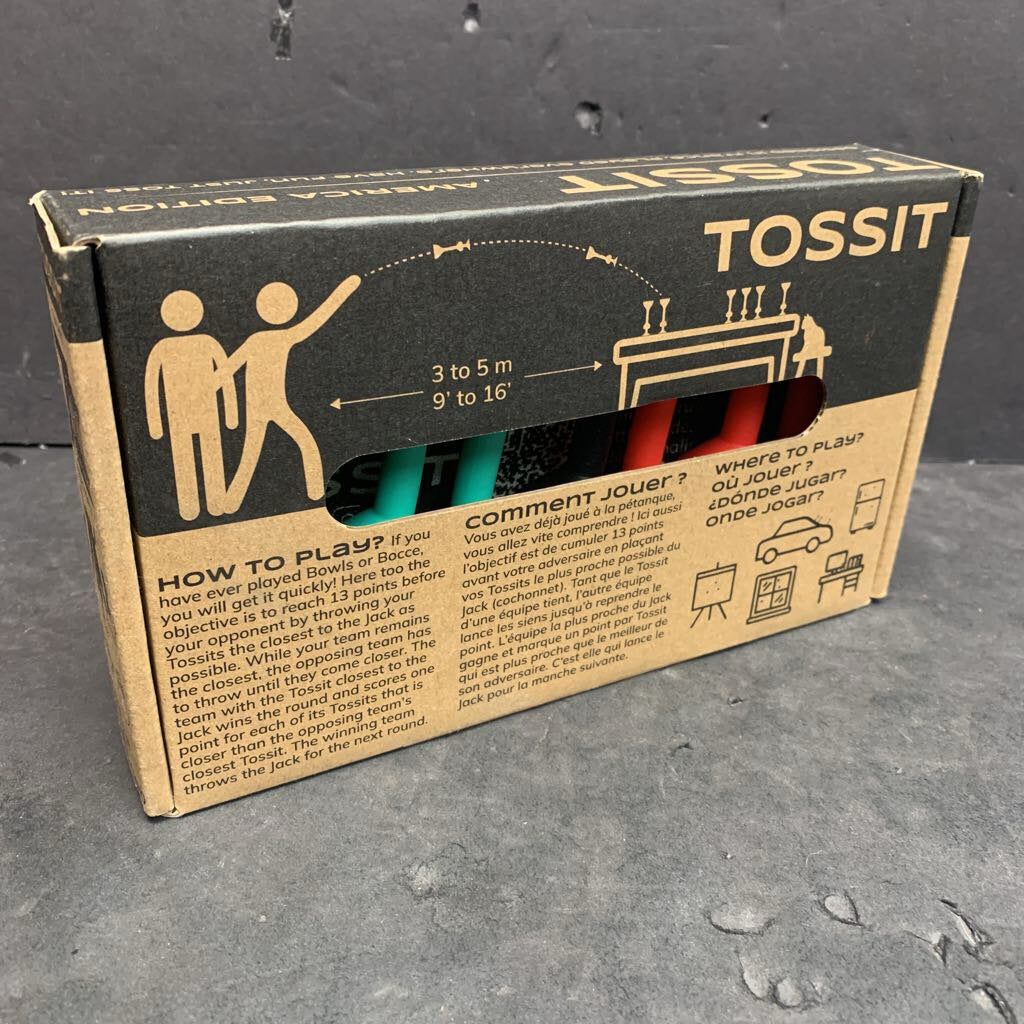 AMERICA EDITION
TOSSIT
TOSSIT
3 to 5 m
9' to 16'
HOW TO PLAY? If you
have ever played Bowls or Bocce,
you will get it quickly! Here too the
objective is to reach 13 points before
your opponent by throwing your
Tossits the closest to the Jack as
possible. While your team remains
the closest, the opposing team has
to throw until they come closer. The
team with the Tossit closest to the
Jack wins the round and scores one
point for each of its Tossits that is
closer than the opposing team's
closest Tossit. The winning team
throws the Jack for the next round.
COMMENT JOUER ?
Vous avez déjà joué à la pétanque,
vous allez vite comprendre ! Ici aussi
l'objectif est de cumuler 13 points
avant votre adversaire en plaçant
vos Tossits le plus proche possible du
Jack (cochonnet). Tant que le Tossit
d'une équipe tient, l'autre équipe
lance les siens jusqu'à reprendre le
point. L'équipe la plus proche du Jack
gagne et marque un point par Tossit
qui est plus proche que le meilleur de
son adversaire. C'est elle qui lance le
Jack pour la manche suivante.
WHERE TO PLAY?
OÙ JOUER ?
¿DÓNDE JUGAR?
ONDE JOGAR?